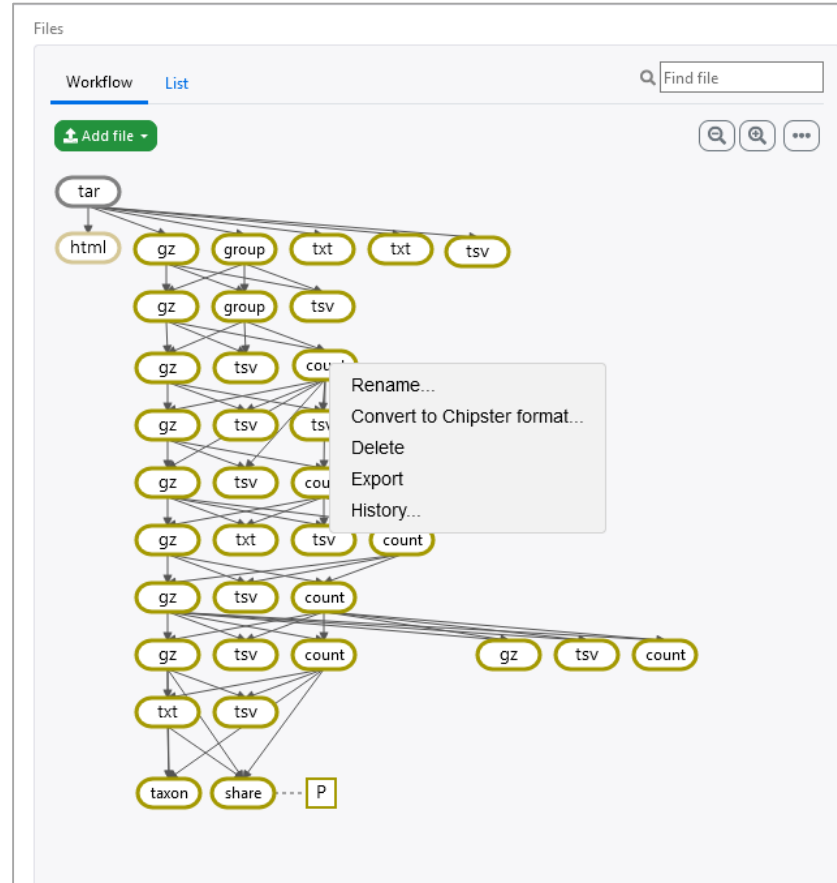 Files
Workflow List Find file
Add file
tar
html gz group txt txt tsv
gz group tsv
gz tsv
Rename...
gz tsv
Convert to Chipster format...
Delete
gz tsv
Export
History...
gz txt tsv count
gz tsv count
gz tsv count gz tsv count
txt tsv
taxon share P